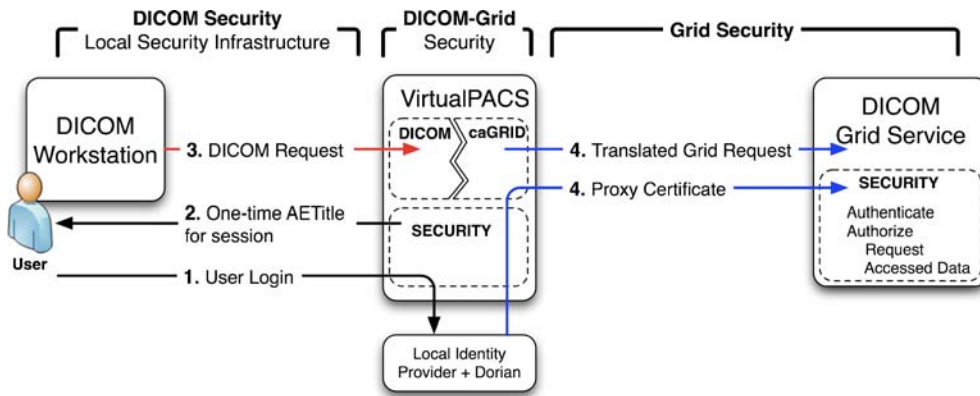 DICOM Security
Local Security Infrastructure
DICOM-Grid
Security
Grid Security
DICOM
Workstation
VirtualPACS
DICOM
caGRID
DICOM
Grid Service
3. DICOM Request
4. Translated Grid Request
4. Proxy Certificate
2. One-time AETitle
for session
SECURITY
SECURITY
Authenticate
Authorize
Request
Accessed Data
User
1. User Login
Local Identity
Provider + Dorian